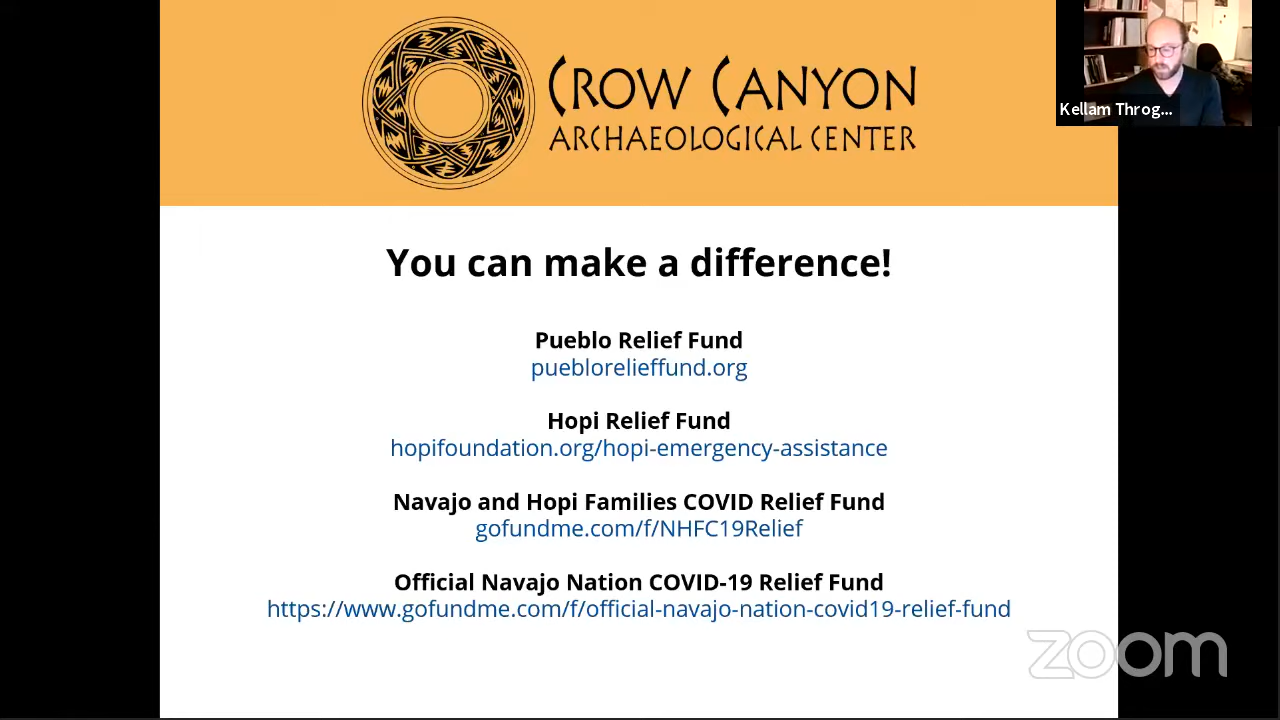 CROW CANYON
ARCHAEOLOGICAL CENTER
Kellam Throg...
You can make a difference!
Pueblo Relief Fund
pueblorelieffund.org
Hopi Relief Fund
hopifoundation.org/hopi-emergency-assistance
Navajo and Hopi Families COVID Relief Fund
gofundme.com/f/NHFC19Relief
Official Navajo Nation COVID-19 Relief Fund
https://www.gofundme.com/f/official-navajo-nation-covid19-relief-fund
zoom